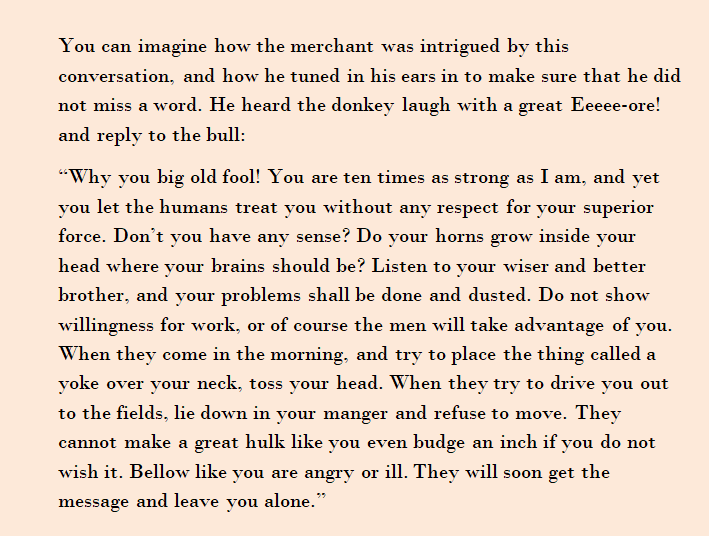 You can imagine how the merchant was intrigued by this
conversation, and how he tuned in his ears in to make sure that he did
not miss a word. He heard the donkey laugh with a great Eeeee-ore!
and reply to the bull:
“Why you big old fool! You are ten times as strong as I am, and yet
you let the humans treat you without any respect for your superior
force. Don’t you have any sense? Do your horns grow inside your
head where your brains should be? Listen to your wiser and better
brother, and your problems shall be done and dusted. Do not show
willingness for work, or of course the men will take advantage of you.
When they come in the morning, and try to place the thing called a
yoke over your neck, toss your head. When they try to drive you out
to the fields, lie down in your manger and refuse to move. They
cannot make a great hulk like you even budge an inch if you do not
wish it. Bellow like you are angry or ill. They will soon get the
message and leave you alone.”